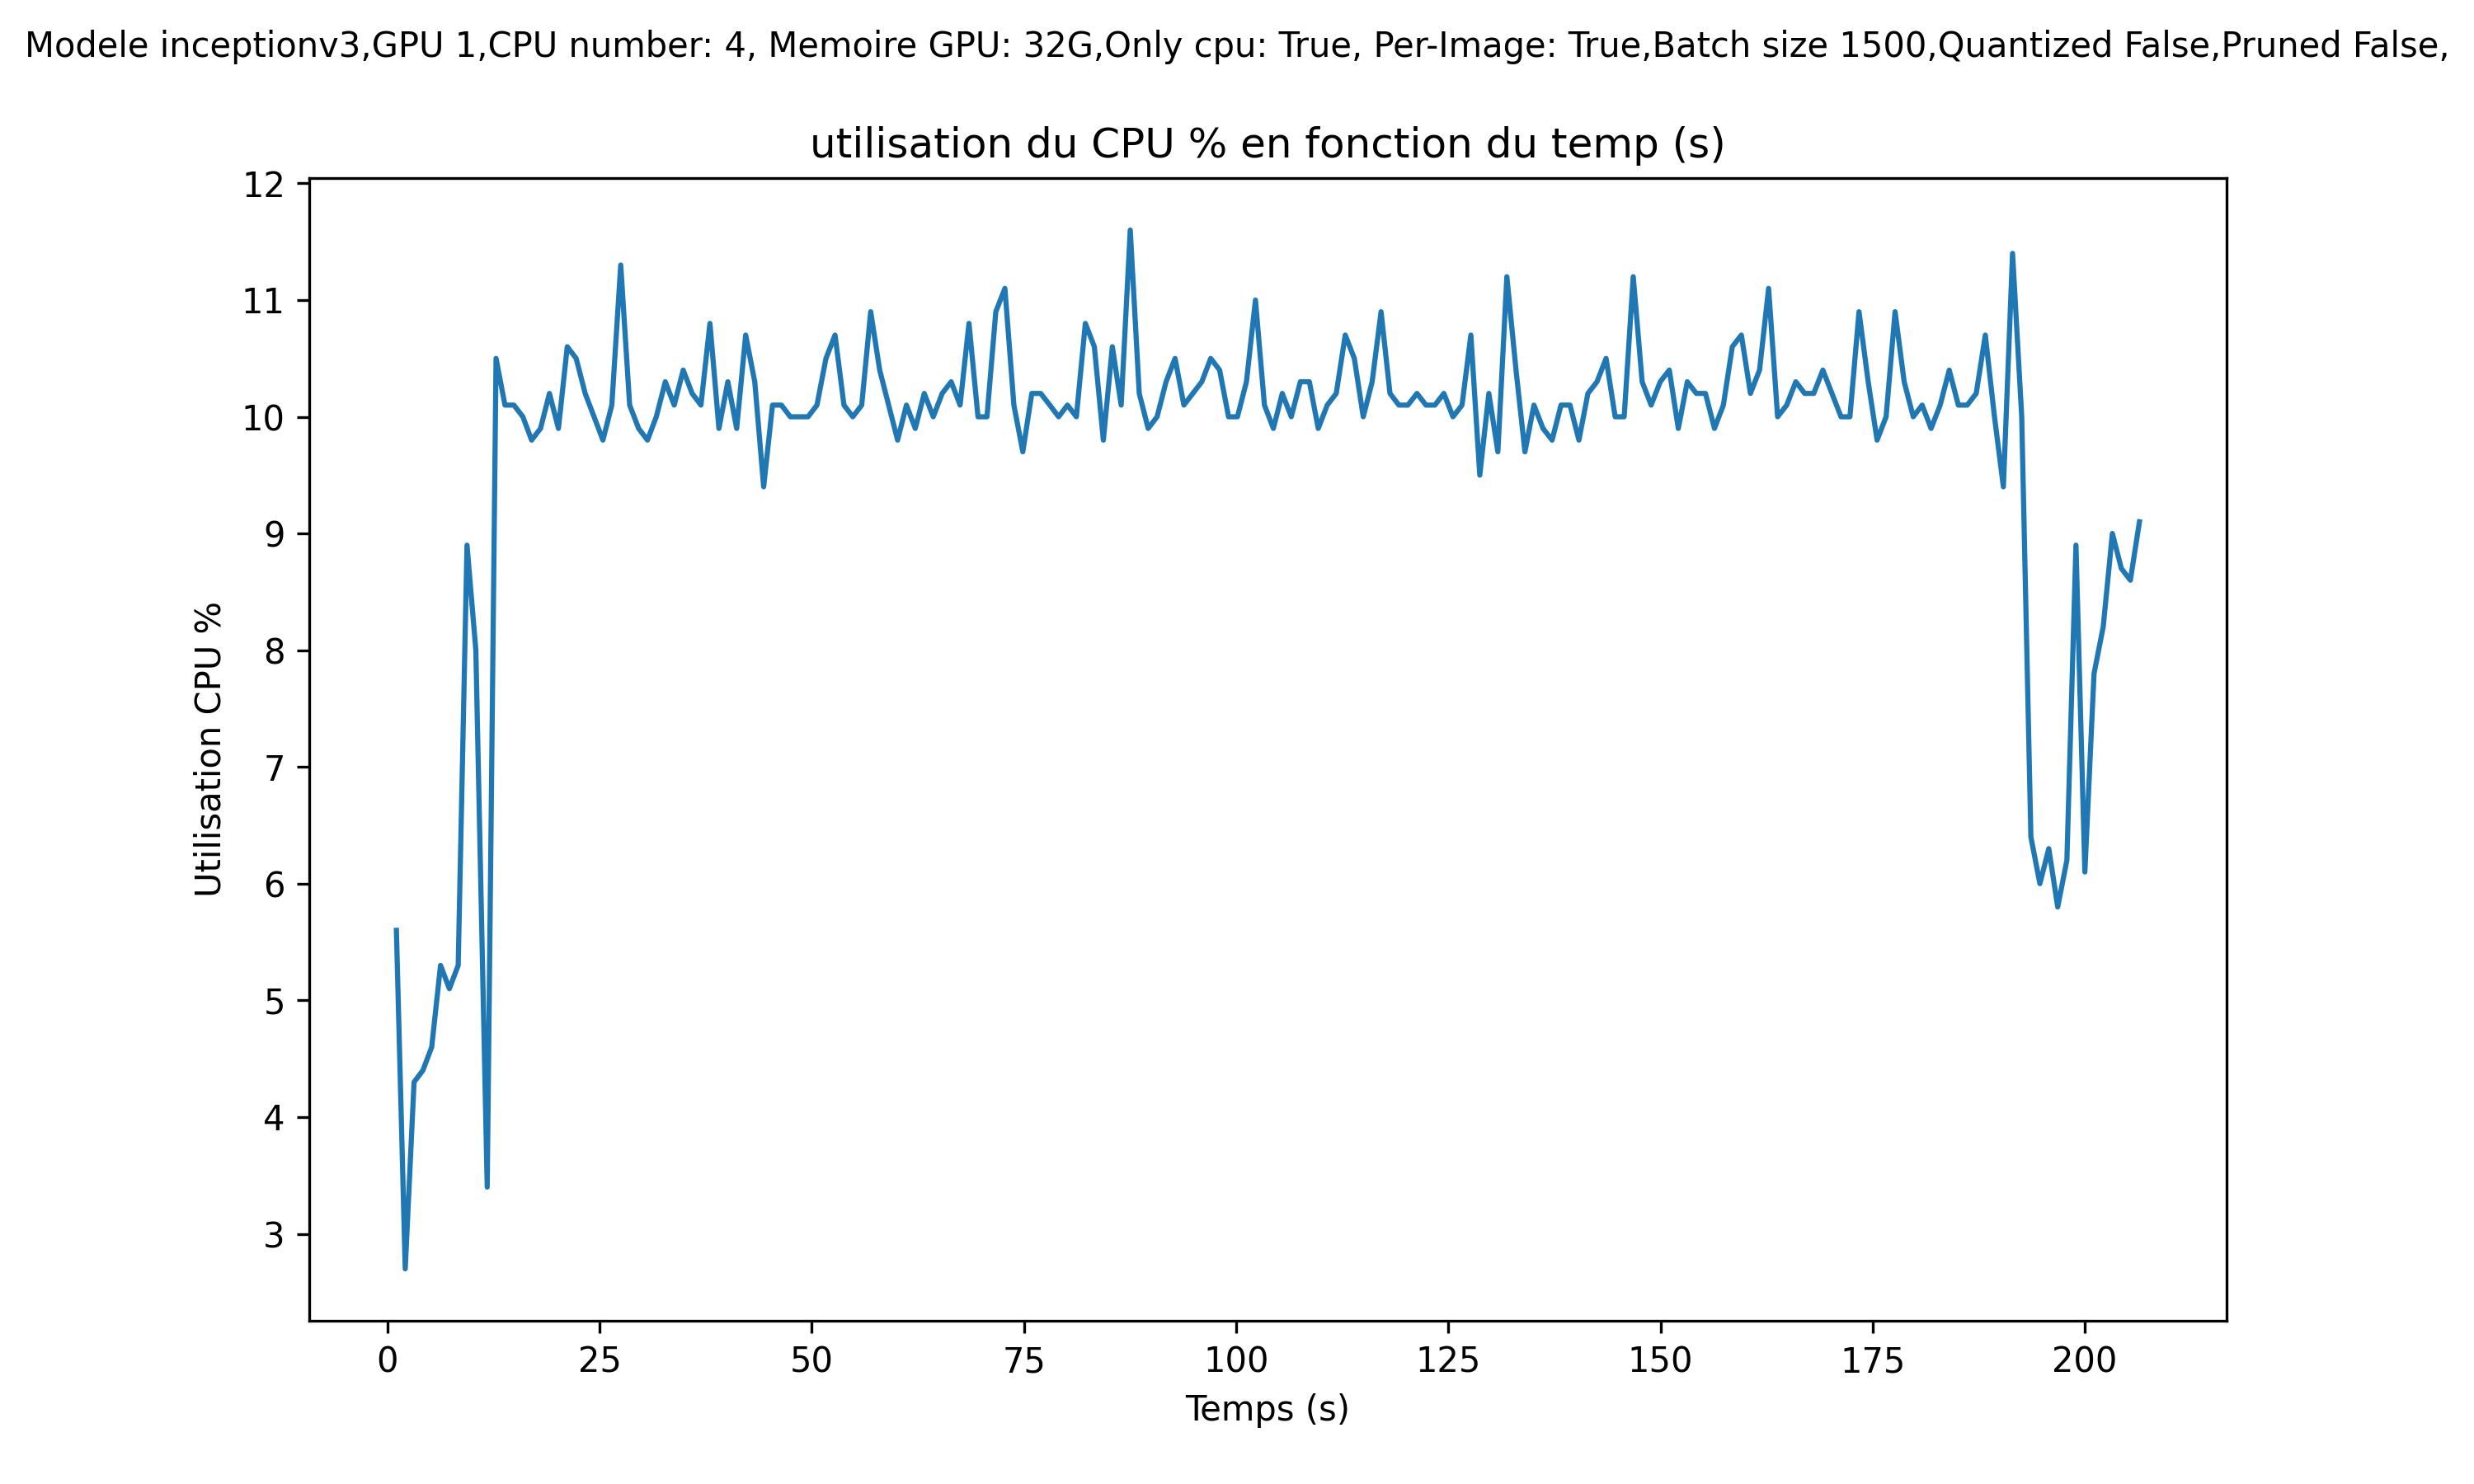 Modele inceptionv3,GPU 1,CPU number: 4, Memoire GPU: 32G,Only cpu: True, Per-Image: True,Batch size 1500,Quantized False,Pruned False,
utilisation du CPU % en fonction du temp (s)
12
11
10
9
8
7
6
5
4
3
Utilisation CPU %
0 25 50 75 100 125 150 175 200
Temps (s)